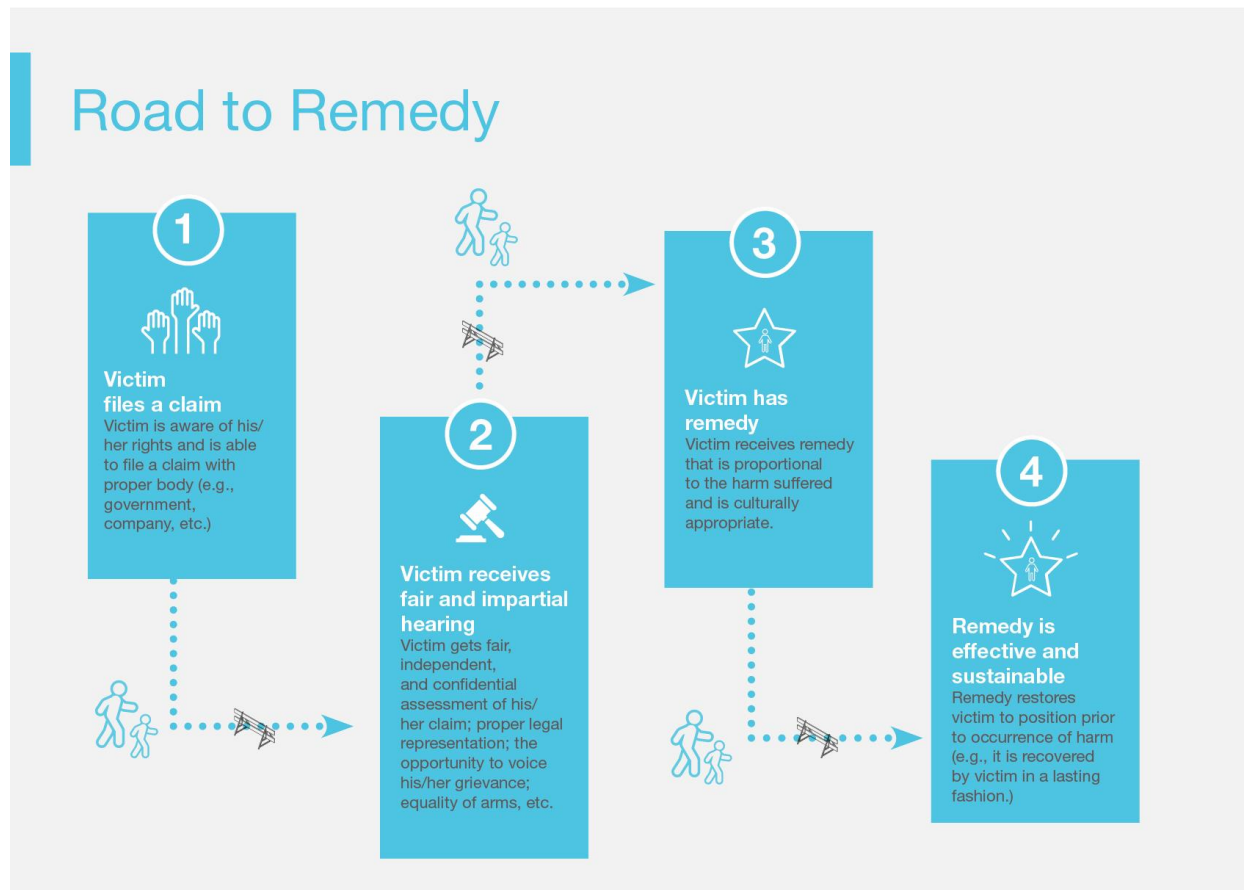 Road to Remedy
1
Victim
files a claim
Victim is aware of his/
her rights and is able
to file a claim with
proper body (e.g.,
government,
company, etc.)
2
Victim receives
fair and impartial
hearing
Victim gets fair,
independent,
and confidential
assessment of his/
her claim; proper legal
representation; the
opportunity to voice
his/her grievance;
equality of arms, etc.
3
Victim has
remedy
Victim receives remedy
that is proportional
to the harm suffered
and is culturally
appropriate.
4
Remedy is
effective and
sustainable
Remedy restores
victim to position prior
to occurrence of harm
(e.g., it is recovered
by victim in a lasting
fashion.)